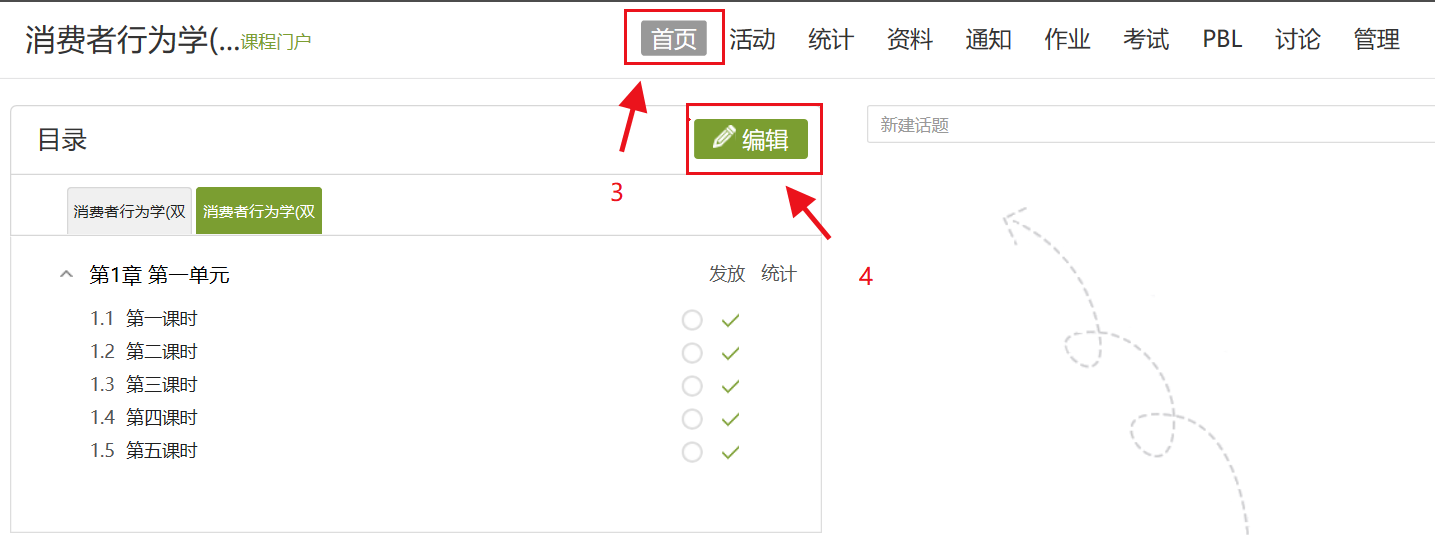 消费者行为学(...课程门户 首页 活动 统计 资料 通知 作业 考试 PBL 讨论 管理
目录 编辑 新建话题
3
消费者行为学(双 消费者行为学(双
4
第1章 第一单元 发放 统计
1.1 第一课时
1.2 第二课时
1.3 第三课时
1.4 第四课时
1.5 第五课时